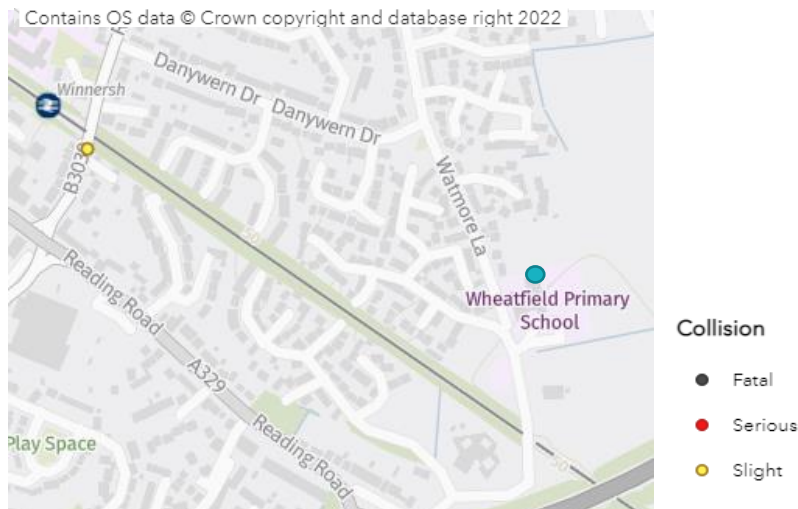 Contains OS data © Crown copyright and database right 2022
Danywern Dr
Danywern Dr
Winnersh
B3030
Watmore La
50
Reading Road
Wheatfield Primary
School
A329
Reading Road
Play Space
50
Collision
Fatal
Serious
Slight